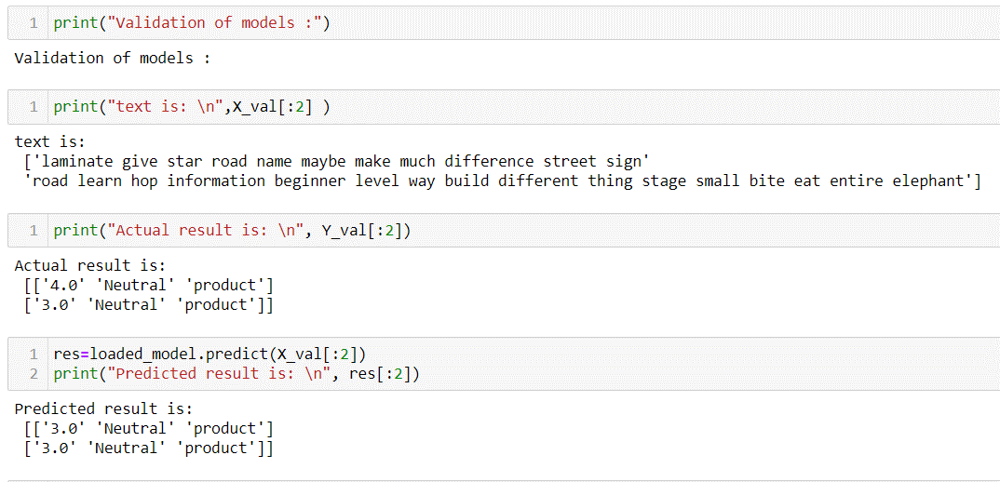 1 print("Validation of models :")
Validation of models :
1 print("text is: \n",X_val[:2] )
text is:
['laminate give star road name maybe make much difference street sign'
'road learn hop information beginner level way build different thing stage small bite eat entire elephant']
1 print("Actual result is: \n", Y_val[:2])
Actual result is:
[['4.0' 'Neutral' 'product']
['3.0' 'Neutral' 'product']]
1 res=loaded_model.predict(X_val[:2])
2 print("Predicted result is: \n", res[:2])
Predicted result is:
[['3.0' 'Neutral' 'product']
['3.0' 'Neutral' 'product']]